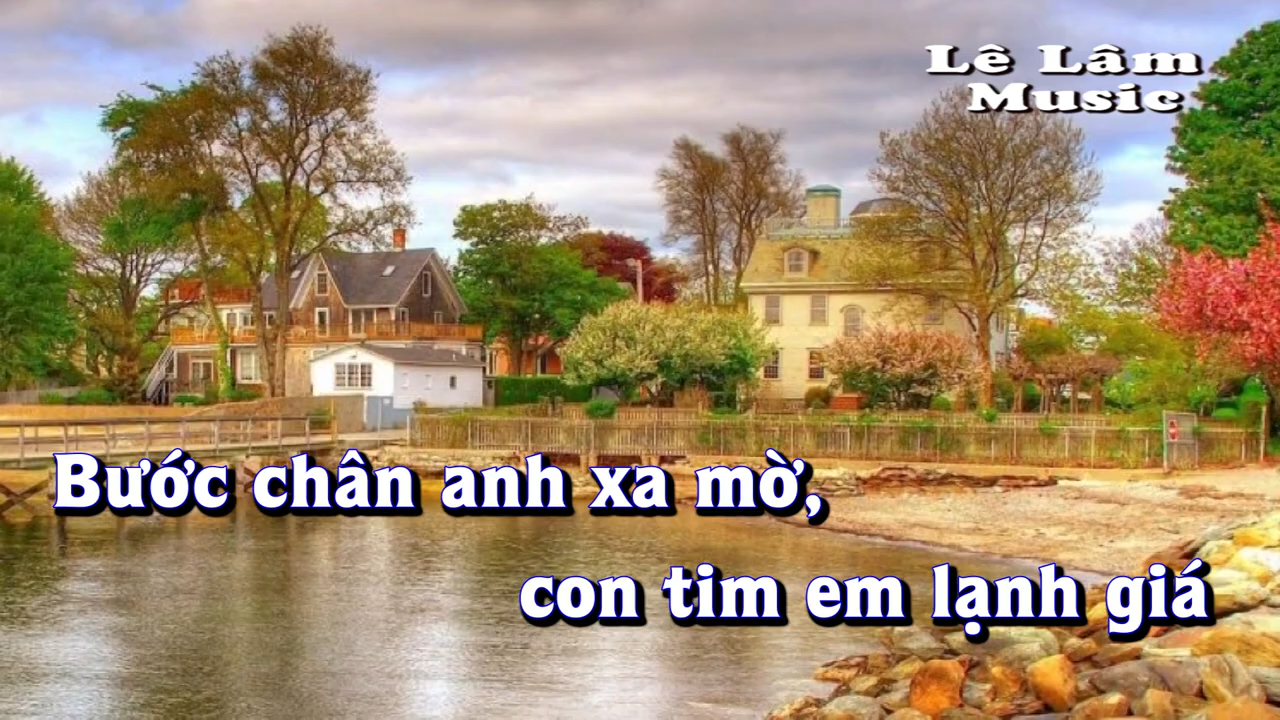 Lê Lâm
Music
Bước chân anh xa mờ,
con tim em lạnh giá